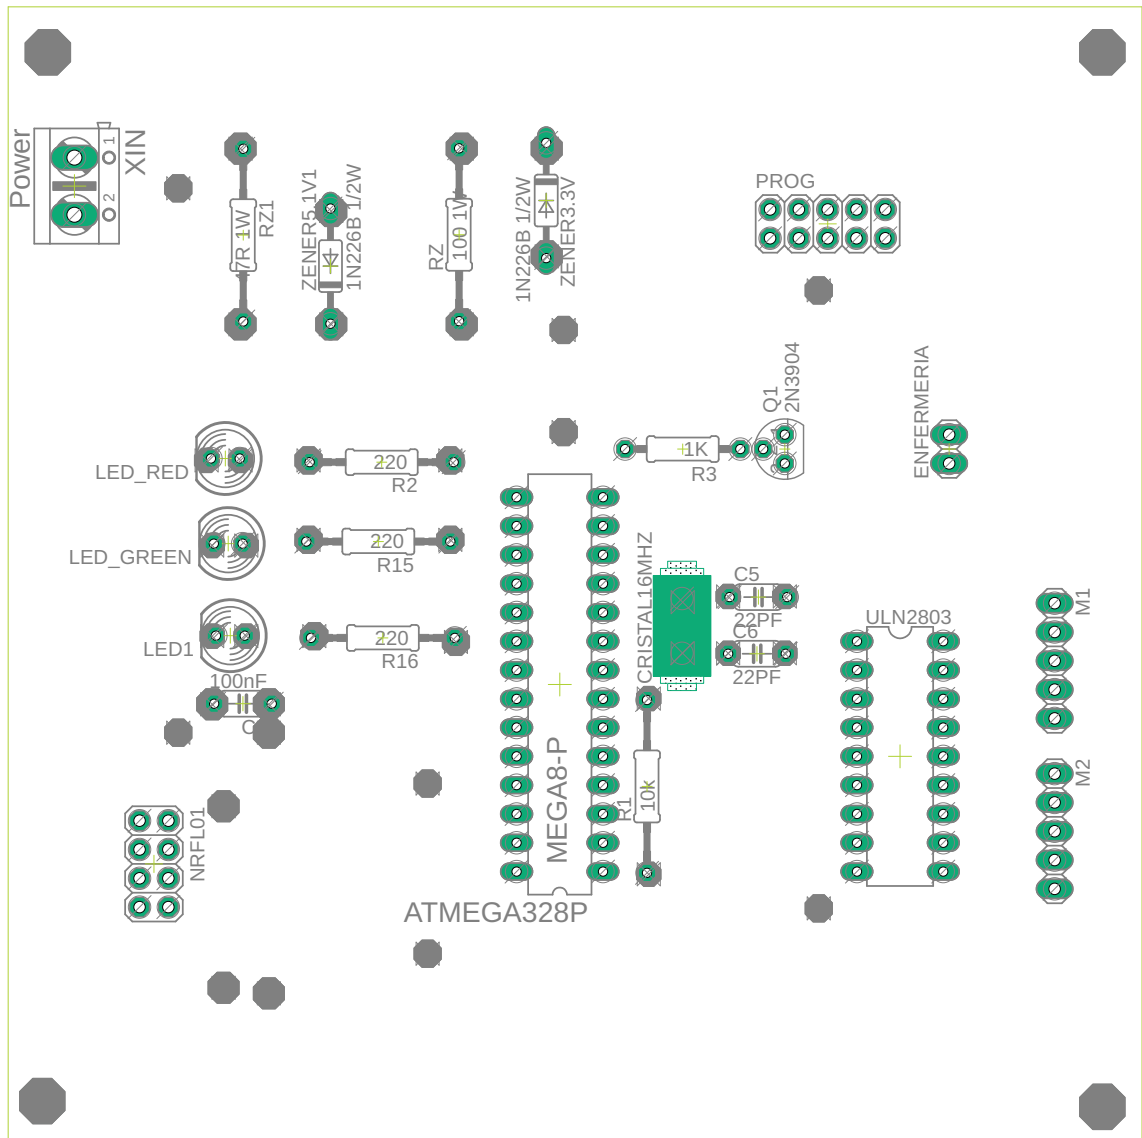 Power
XIN
1
2
RZ1
7R 1W
ZENER5.1V1
1N226B 1/2W
RZ
100 1W
1N226B 1/2W
ZENER3.3V
PROG
Q1
2N3904
ENFERMERIA
1K
R3
LED_RED
220
R2
LED_GREEN
220
R15
LED1
220
R16
100nF
C
CRISTAL16MHZ
C5
22PF
C6
22PF
ULN2803
M1
M2
MEGA8-P
R1
10k
NRFL01
ATMEGA328P